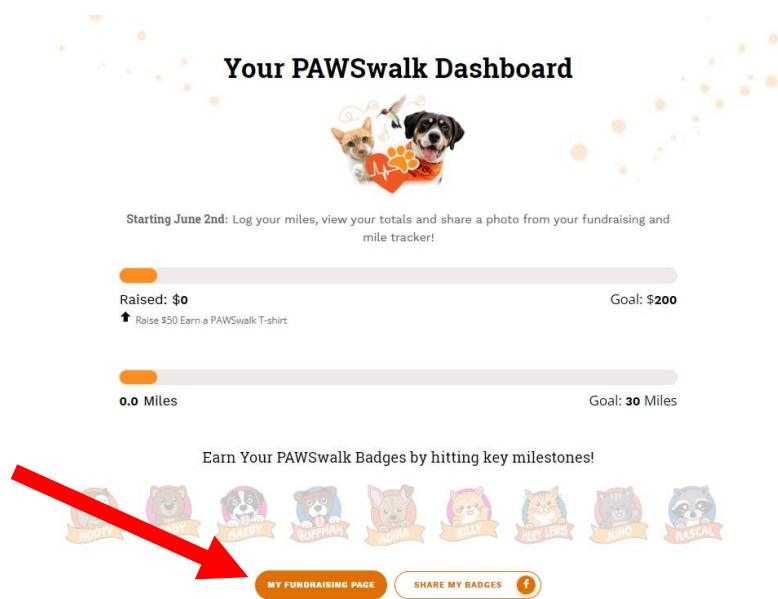 Your PAWSwalk Dashboard
Starting June 2nd: Log your miles, view your totals and share a photo from your fundraising and
mile tracker!
Raised: $0 Goal: $200
Raise $50 Earn a PAWSwalk T-shirt
0.0 Miles Goal: 30 Miles
Earn Your PAWSwalk Badges by hitting key milestones!
HOOTY MAEBY GUFFMAN ADIRA BILLY HUEY LEWIS JUNO RASCAL
MY FUNDRAISING PAGE SHARE MY BADGES f